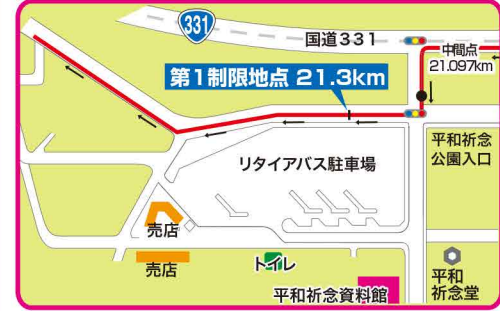 331
国道331
中間点
21.097km
第1制限地点 21.3km
平和祈念
公園入口
リタイアバス駐車場
売店
売店
トイレ
平和祈念資料館
平和
祈念堂